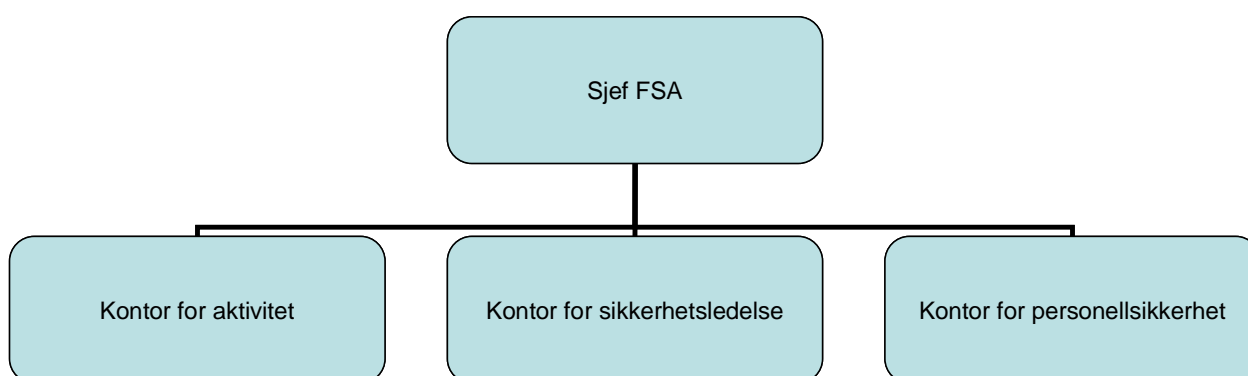 Sjef FSA
Kontor for aktivitet
Kontor for sikkerhetsledelse
Kontor for personellsikkerhet